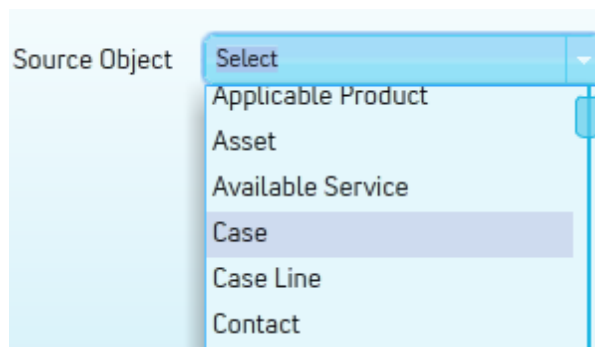 Source Object Select
Applicable Product
Asset
Available Service
Case
Case Line
Contact